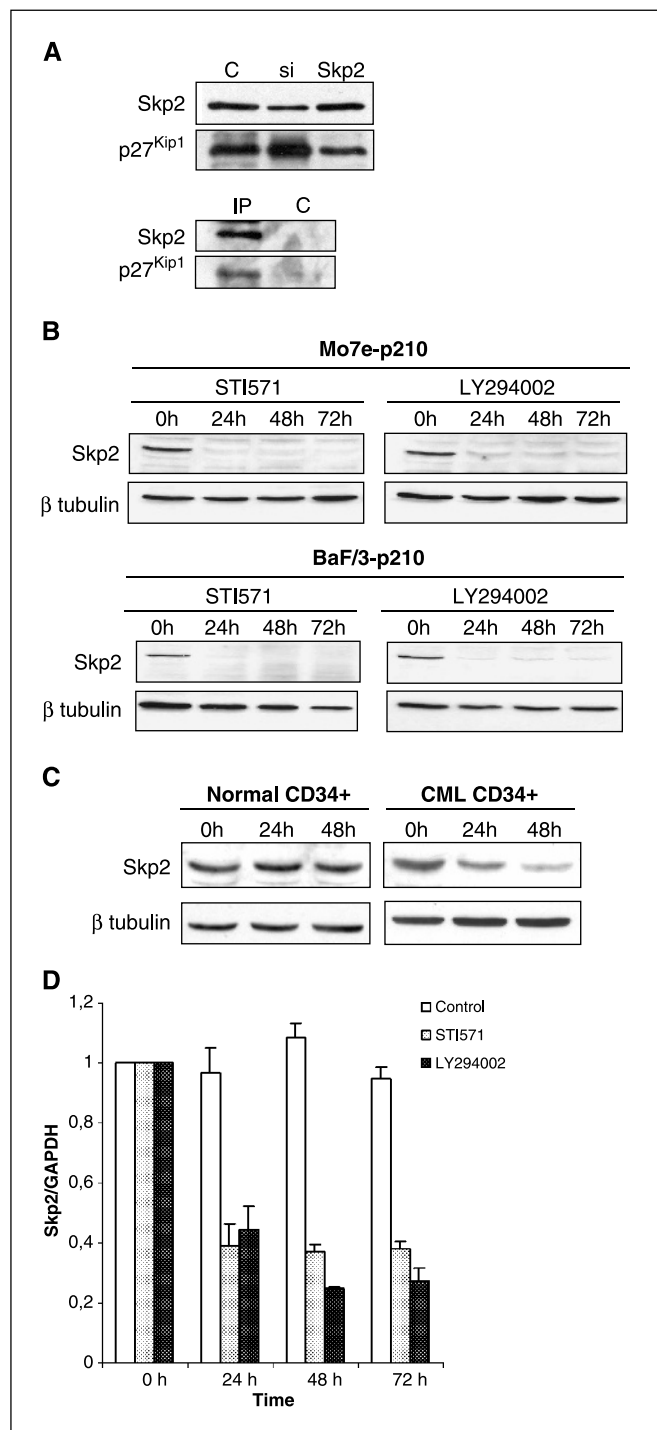 A
C si Skp2
Skp2
p27Kip1
IP C
Skp2
p27Kip1
B
Mo7e-p210
STI571 LY294002
0h 24h 48h 72h 0h 24h 48h 72h
Skp2
β tubulin
BaF/3-p210
STI571 LY294002
0h 24h 48h 72h 0h 24h 48h 72h
Skp2
β tubulin
C
Normal CD34+ CML CD34+
0h 24h 48h 0h 24h 48h
Skp2
β tubulin
D
1,2
1
0,8
0,6
0,4
0,2
0
Skp2/GAPDH
Control
STI571
LY294002
0 h 24 h 48 h 72 h
Time